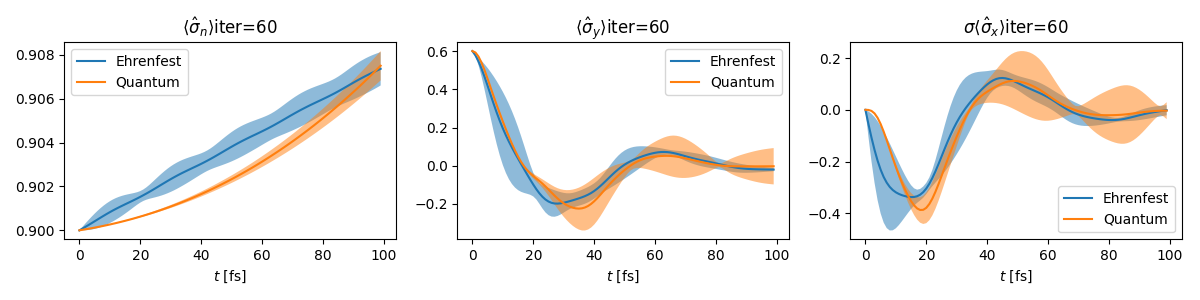 ⟨σ̂ₙ⟩iter=60
0.908
0.906
0.904
0.902
0.900
0
20
40
60
80
100
t [fs]
Ehrenfest
Quantum
⟨σ̂_y⟩iter=60
0.6
0.4
0.2
0.0
−0.2
0
20
40
60
80
100
t [fs]
Ehrenfest
Quantum
σ⟨σ̂ₓ⟩iter=60
0.2
0.0
−0.2
−0.4
0
20
40
60
80
100
t [fs]
Ehrenfest
Quantum